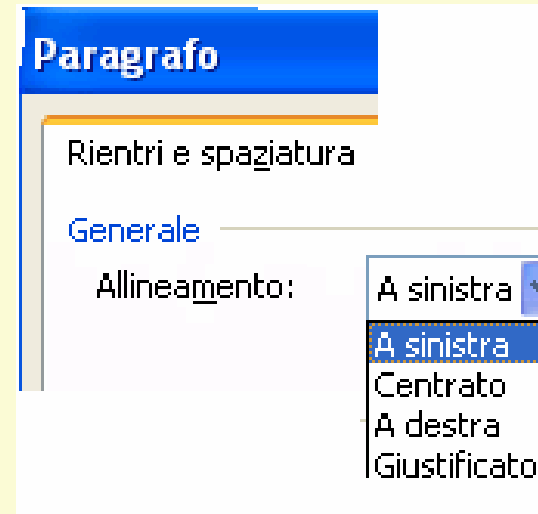 Paragrafo
Rientri e spaziatura
Generale
Allineamento: A sinistra
A sinistra
Centrato
A destra
Giustificato